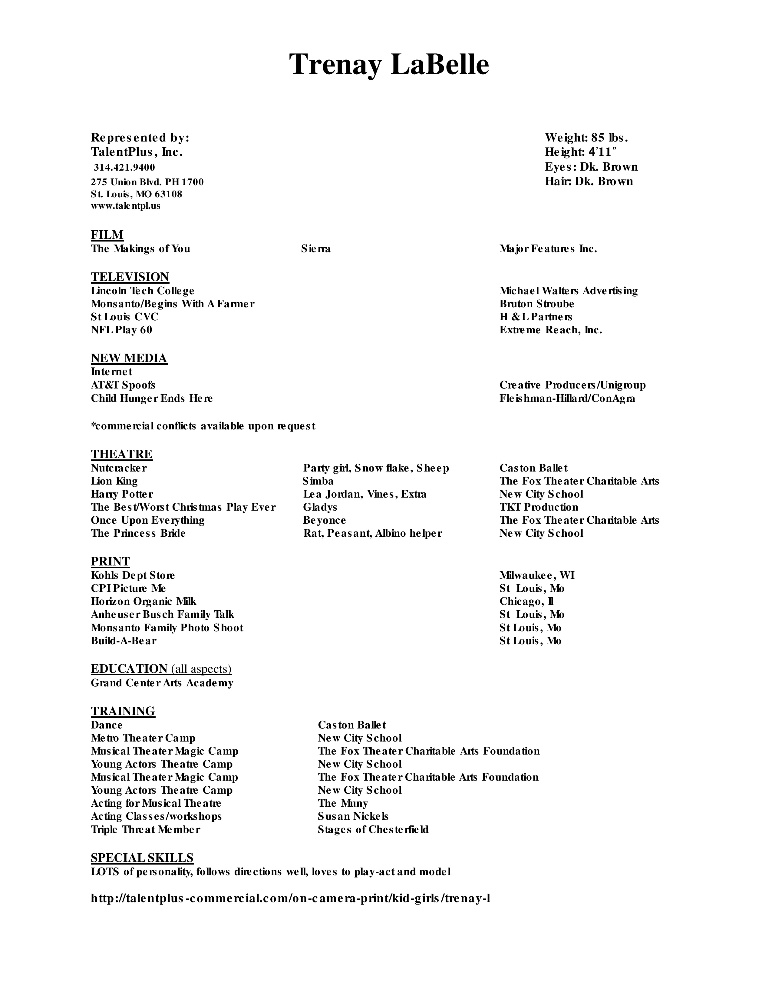 Trenay LaBelle
Represented by: Weight: 85 lbs.
TalentPlus, Inc. Height: 4'11"
314.421.9400 Eyes: Dk. Brown
275 Union Blvd. PH 1700 Hair: Dk. Brown
St. Louis, MO 63108
www.talentpl.us
FILM
The Makings of You Sierra Major Features Inc.
TELEVISION
Lincoln Tech College Michael Walters Advertising
Monsanto/Begins With A Farmer Bruton Stroube
St Louis CVC H & L Partners
NFL Play 60 Extreme Reach, Inc.
NEW MEDIA
Internet
AT&T Spoofs Creative Producers/Unigroup
Child Hunger Ends Here Fleishman-Hillard/ConAgra
*commercial conflicts available upon request
THEATRE
Nutcracker Party girl, Snow flake, Sheep Caston Ballet
Lion King Simba The Fox Theater Charitable Arts
Harry Potter Lea Jordan, Vines, Extra New City School
The Best/Worst Christmas Play Ever Gladys TKT Production
Once Upon Everything Beyonce The Fox Theater Charitable Arts
The Princess Bride Rat, Peasant, Albino helper New City School
PRINT
Kohls Dept Store Milwaukee, WI
CPI Picture Me St Louis, Mo
Horizon Organic Milk Chicago, Il
Anheuser Busch Family Talk St Louis, Mo
Monsanto Family Photo Shoot St Louis, Mo
Build-A-Bear St Louis, Mo
EDUCATION (all aspects)
Grand Center Arts Academy
TRAINING
Dance Caston Ballet
Metro Theater Camp New City School
Musical Theater Magic Camp The Fox Theater Charitable Arts Foundation
Young Actors Theatre Camp New City School
Musical Theater Magic Camp The Fox Theater Charitable Arts Foundation
Young Actors Theatre Camp New City School
Acting for Musical Theatre The Muny
Acting Classes/workshops Susan Nickels
Triple Threat Member Stages of Chesterfield
SPECIAL SKILLS
LOTS of personality, follows directions well, loves to play-act and model
http://talentplus-commercial.com/on-camera-print/kid-girls/trenay-l